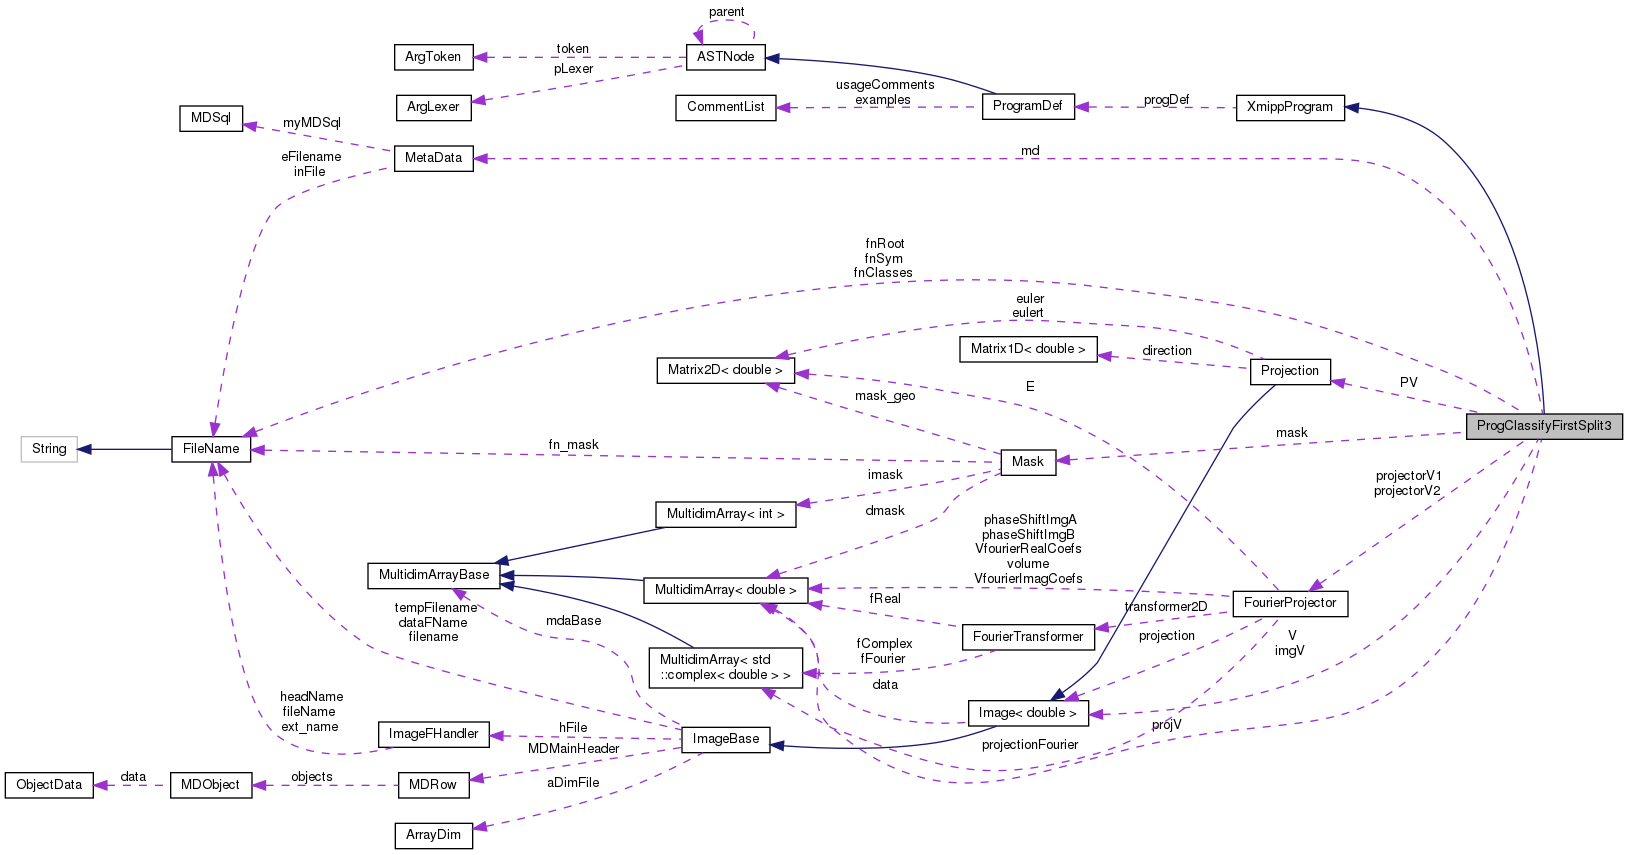 parent
ArgToken
token
ASTNode
pLexer
ArgLexer
usageComments
examples
CommentList
ProgramDef
progDef
XmippProgram
MDSql
myMDSql
MetaData
md
eFilename
inFile
fnRoot
fnSym
fnClasses
euler
eulert
Matrix1D< double >
direction
Matrix2D< double >
Projection
E
PV
mask_geo
ProgClassifyFirstSplit3
String
FileName
fn_mask
Mask
mask
imask
projectorV1
projectorV2
MultidimArray< int >
dmask
phaseShiftImgA
phaseShiftImgB
VfourierRealCoefs
volume
VfourierImagCoefs
MultidimArrayBase
MultidimArray< double >
fReal
FourierProjector
tempFilename
dataFName
filename
mdaBase
transformer2D
FourierTransformer
projection
V
imgV
fComplex
fFourier
MultidimArray< std
::complex< double > >
data
headName
fileName
ext_name
Image< double >
projV
ImageFHandler
hFile
ImageBase
projectionFourier
MDMainHeader
ObjectData
data
MDObject
objects
MDRow
aDimFile
ArrayDim